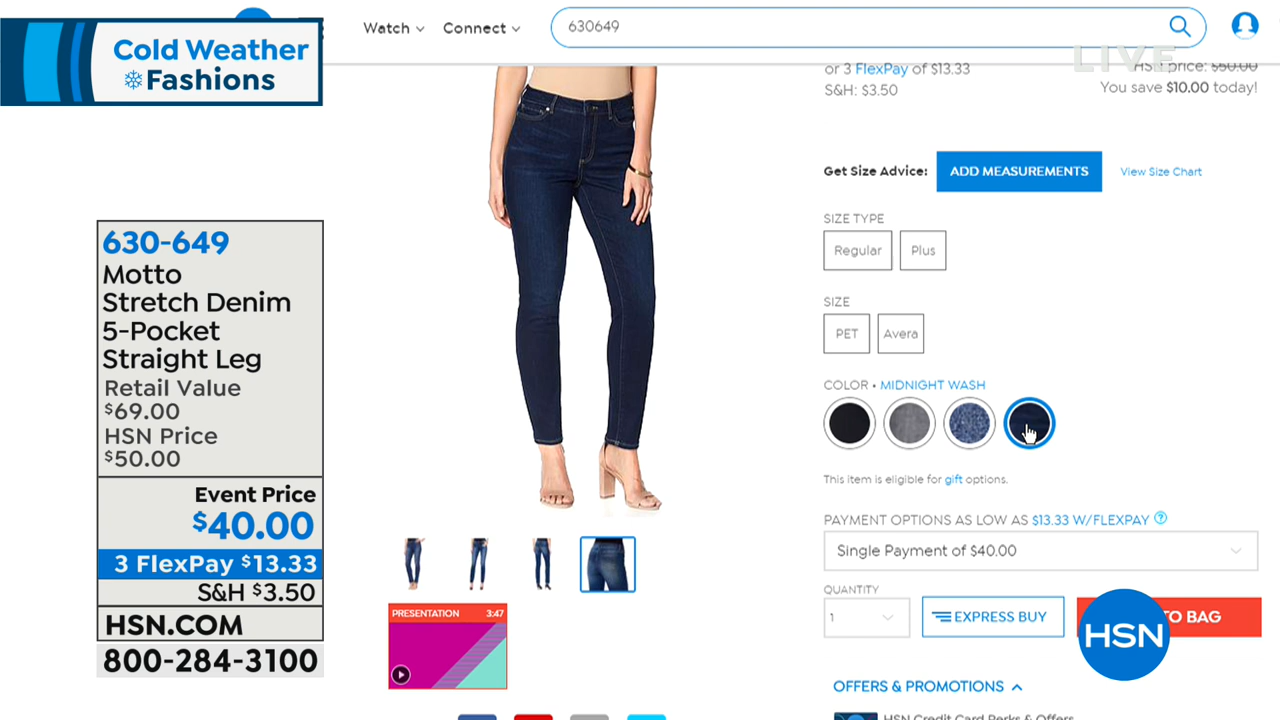 Cold Weather
Fashions
Watch
Connect
630649
LIVE
or 3 FlexPay of $13.33
HSN price: $50.00
S&H: $3.50
You save $10.00 today!
Get Size Advice:
ADD MEASUREMENTS
View Size Chart
SIZE TYPE
Regular
Plus
SIZE
PET
Avera
COLOR • MIDNIGHT WASH
This item is eligible for gift options.
PAYMENT OPTIONS AS LOW AS $13.33 W/FLEXPAY ?
Single Payment of $40.00
QUANTITY
1
EXPRESS BUY
TO BAG
HSN
OFFERS & PROMOTIONS
HSN Credit Card Perks & Offers
630-649
Motto
Stretch Denim
5-Pocket
Straight Leg
Retail Value
$69.00
HSN Price
$50.00
Event Price
$40.00
3 FlexPay $13.33
S&H $3.50
HSN.COM
800-284-3100
PRESENTATION 3:47